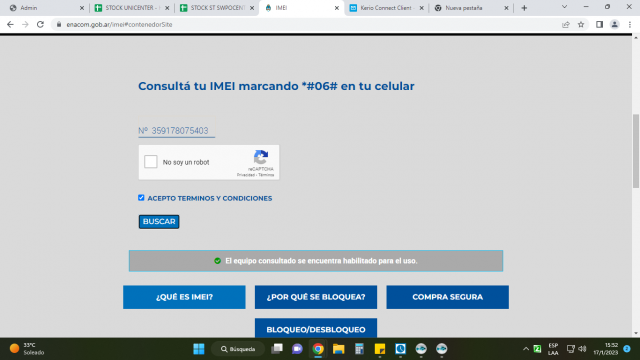 Admin
STOCK UNICENTER -
STOCK ST SWPOCENT
IMEI
Kerio Connect Client
Nueva pestaña
enacom.gob.ar/imei#contenedorSite
Consultá tu IMEI marcando *#06# en tu celular
Nº 359178075403
No soy un robot
reCAPTCHA
Privacidad - Términos
ACEPTO TERMINOS Y CONDICIONES
BUSCAR
El equipo consultado se encuentra habilitado para el uso.
¿QUÉ ES IMEI?
¿POR QUÉ SE BLOQUEA?
COMPRA SEGURA
BLOQUEO/DESBLOQUEO
33°C
Soleado
Búsqueda
ESP
LAA
15:52
17/1/2023